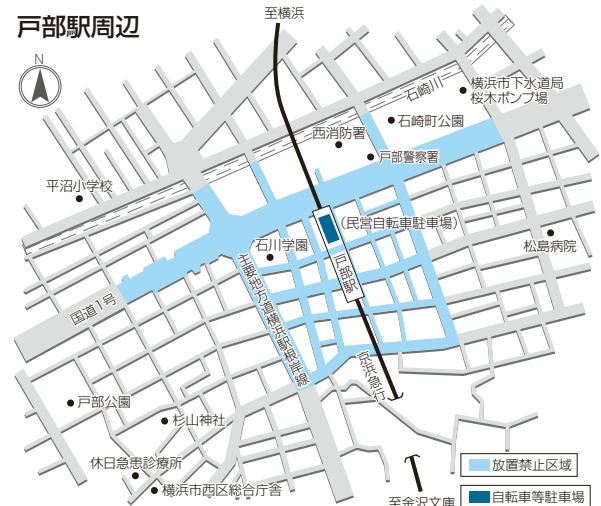 戸部駅周辺
至横浜
N
石崎川
横浜市下水道局
桜木ポンプ場
石崎町公園
西消防署
戸部警察署
平沼小学校
(民営自転車駐車場)
石川学園
松島病院
戸部駅
主要地方道横浜駅根岸線
国道1号
京浜急行
戸部公園
杉山神社
休日急患診療所
横浜市西区総合庁舎
至金沢文庫
放置禁止区域
自転車等駐車場